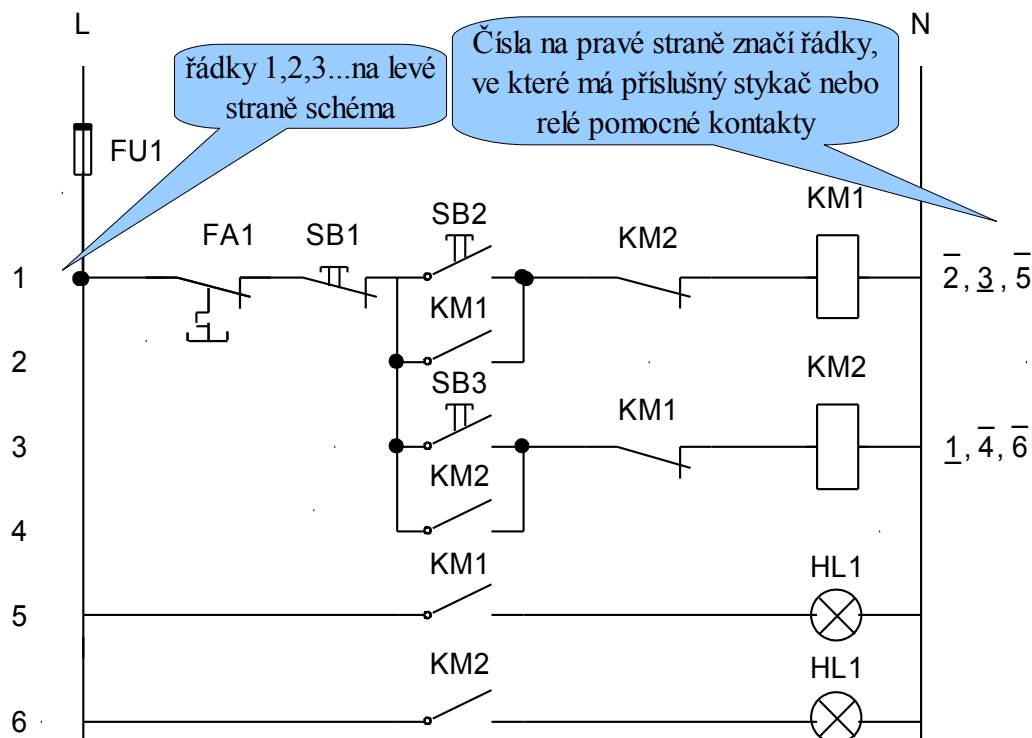 L
N
řádky 1,2,3...na levé
straně schéma
Čísla na pravé straně značí řádky,
ve které má příslušný stykač nebo
relé pomocné kontakty
FU1
FA1
SB1
SB2
KM2
KM1
1
2̅, 3̲, 5̅
KM1
2
SB3
KM1
KM2
3
1̲, 4̅, 6̅
KM2
4
KM1
HL1
5
KM2
HL1
6